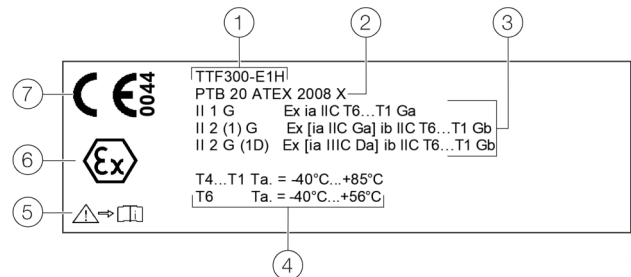 1
2
3
TTF300-E1H
PTB 20 ATEX 2008 X
II 1 G Ex ia IIC T6...T1 Ga
II 2 (1) G Ex [ia IIC Ga] ib IIC T6...T1 Gb
II 2 G (1D) Ex [ia IIIC Da] ib IIC T6...T1 Gb
T4...T1 Ta. = -40°C...+85°C
T6 Ta. = -40°C...+56°C
7
CE 0044
6
Ex
5
i
4